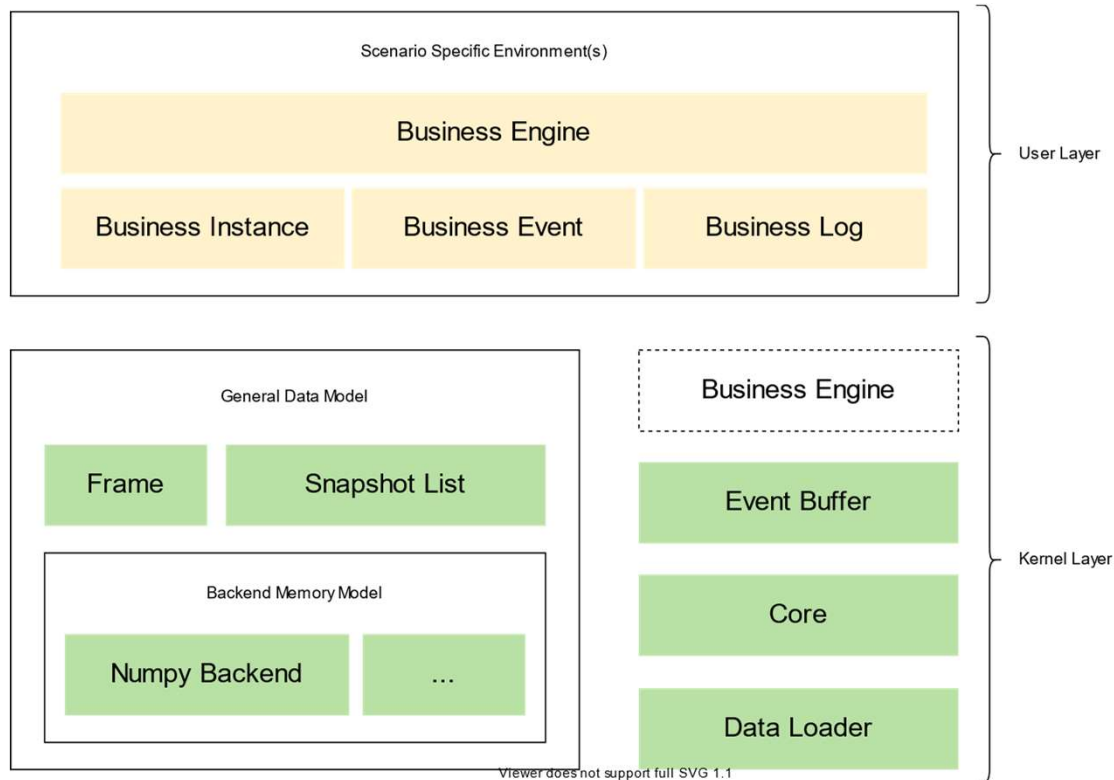 Scenario Specific Environment(s)
Business Engine
Business Instance
Business Event
Business Log
User Layer
General Data Model
Frame
Snapshot List
Backend Memory Model
Numpy Backend
...
Business Engine
Event Buffer
Core
Data Loader
Kernel Layer
Viewer does not support full SVG 1.1